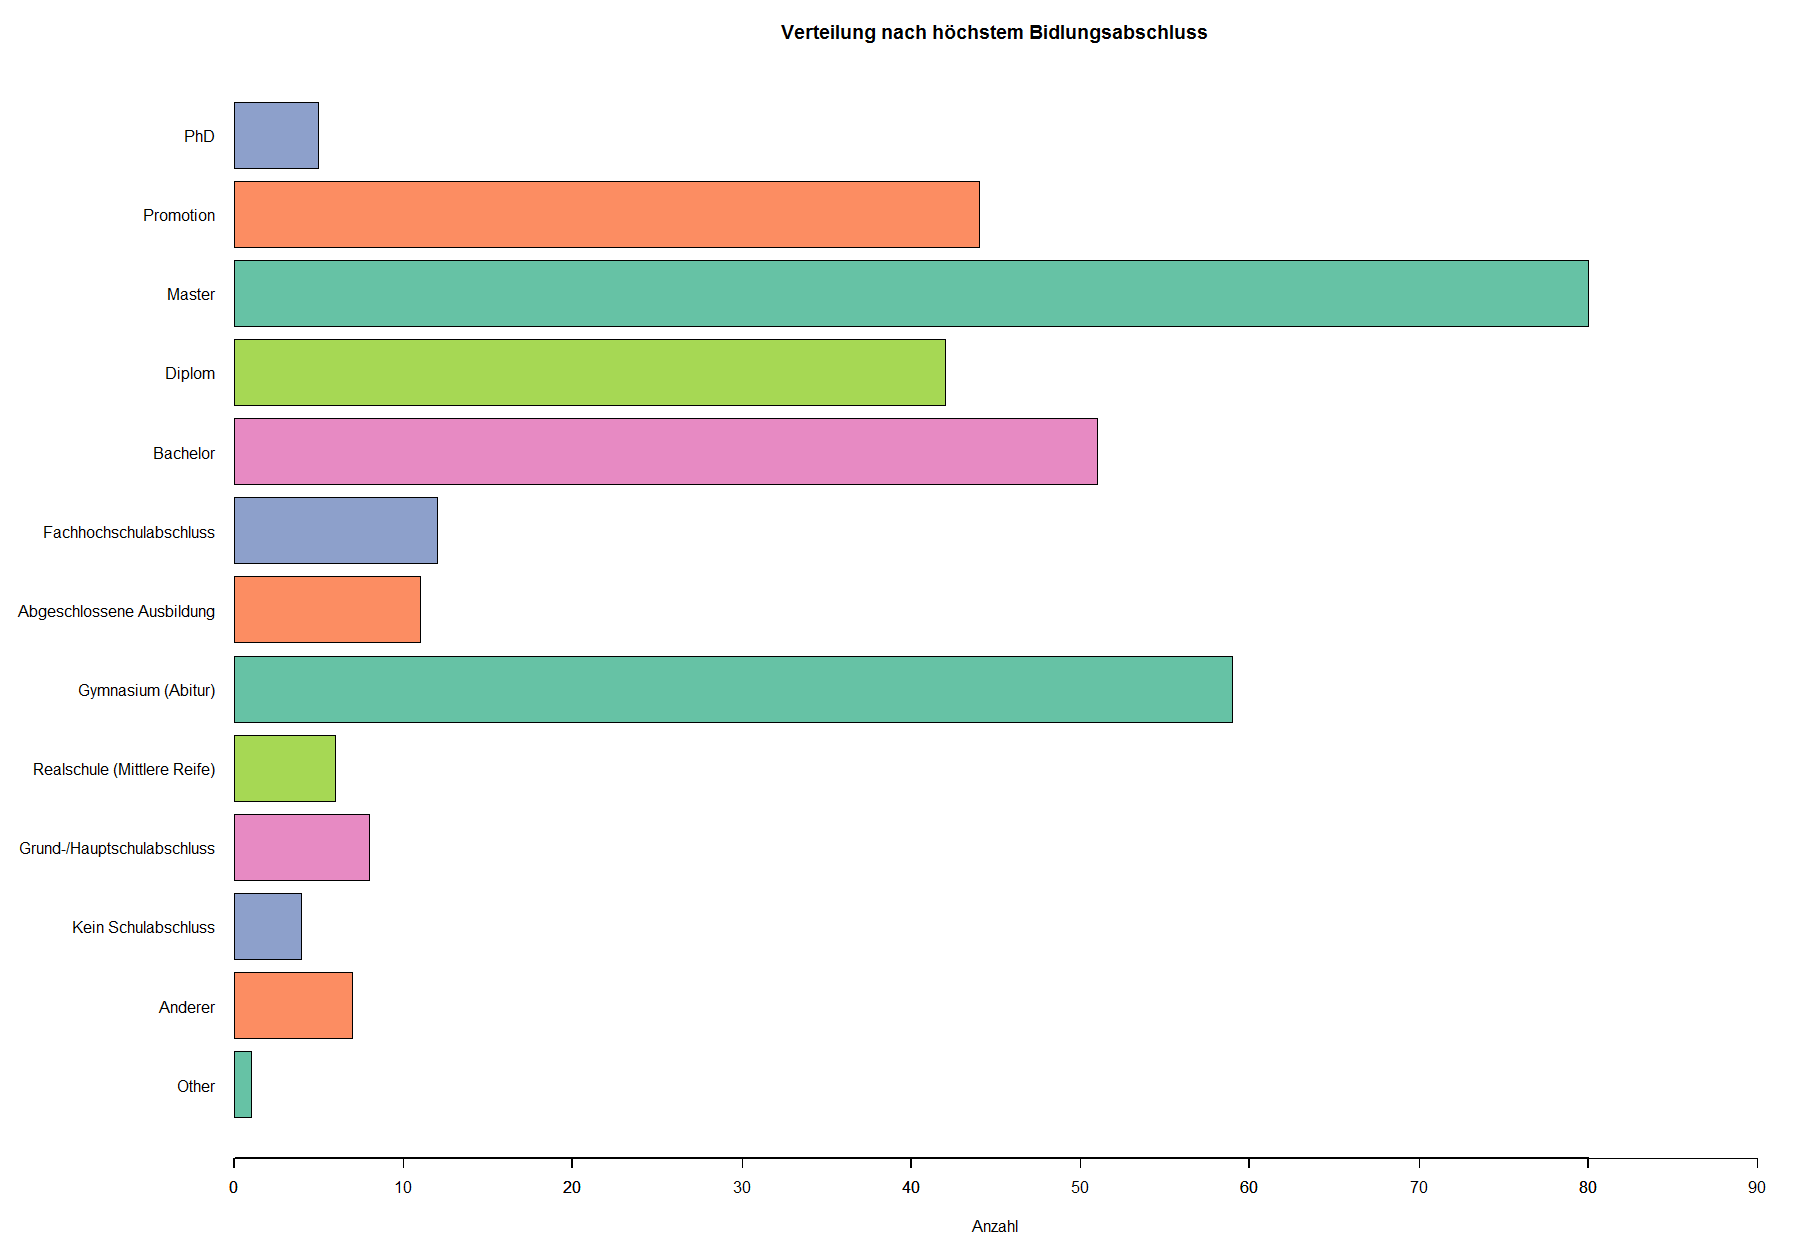 Verteilung nach höchstem Bidlungsabschluss
PhD
Promotion
Master
Diplom
Bachelor
Fachhochschulabschluss
Abgeschlossene Ausbildung
Gymnasium (Abitur)
Realschule (Mittlere Reife)
Grund-/Hauptschulabschluss
Kein Schulabschluss
Anderer
Other
0 10 20 30 40 50 60 70 80 90
Anzahl